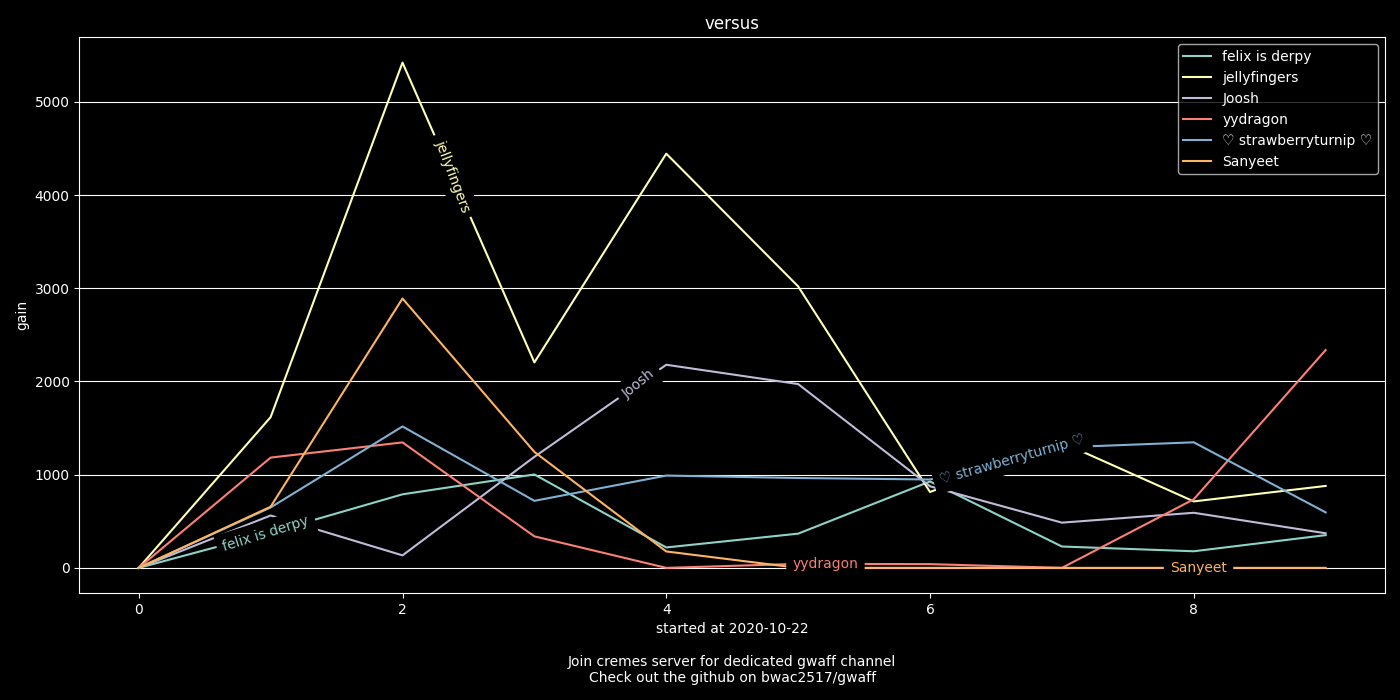 versus
felix is derpy
jellyfingers
Joosh
yydragon
♡ strawberryturnip ♡
Sanyeet
5000
4000
3000
2000
1000
0
gain
jellyfingers
Joosh
♡ strawberryturnip ♡
felix is derpy
yydragon
Sanyeet
0 2 4 6 8
started at 2020-10-22
Join cremes server for dedicated gwaff channel
Check out the github on bwac2517/gwaff